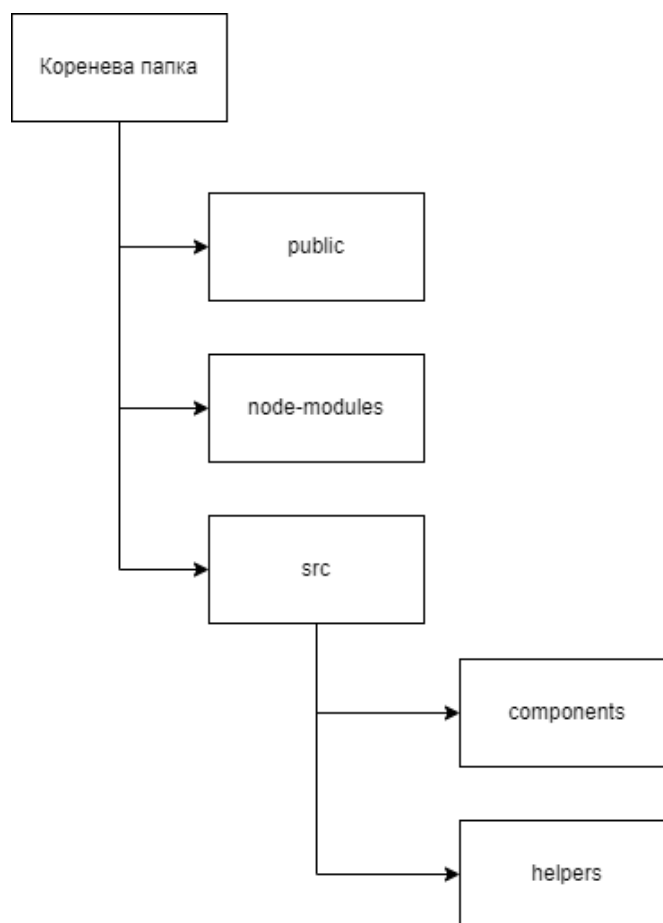 Коренева папка
public
node-modules
src
components
helpers